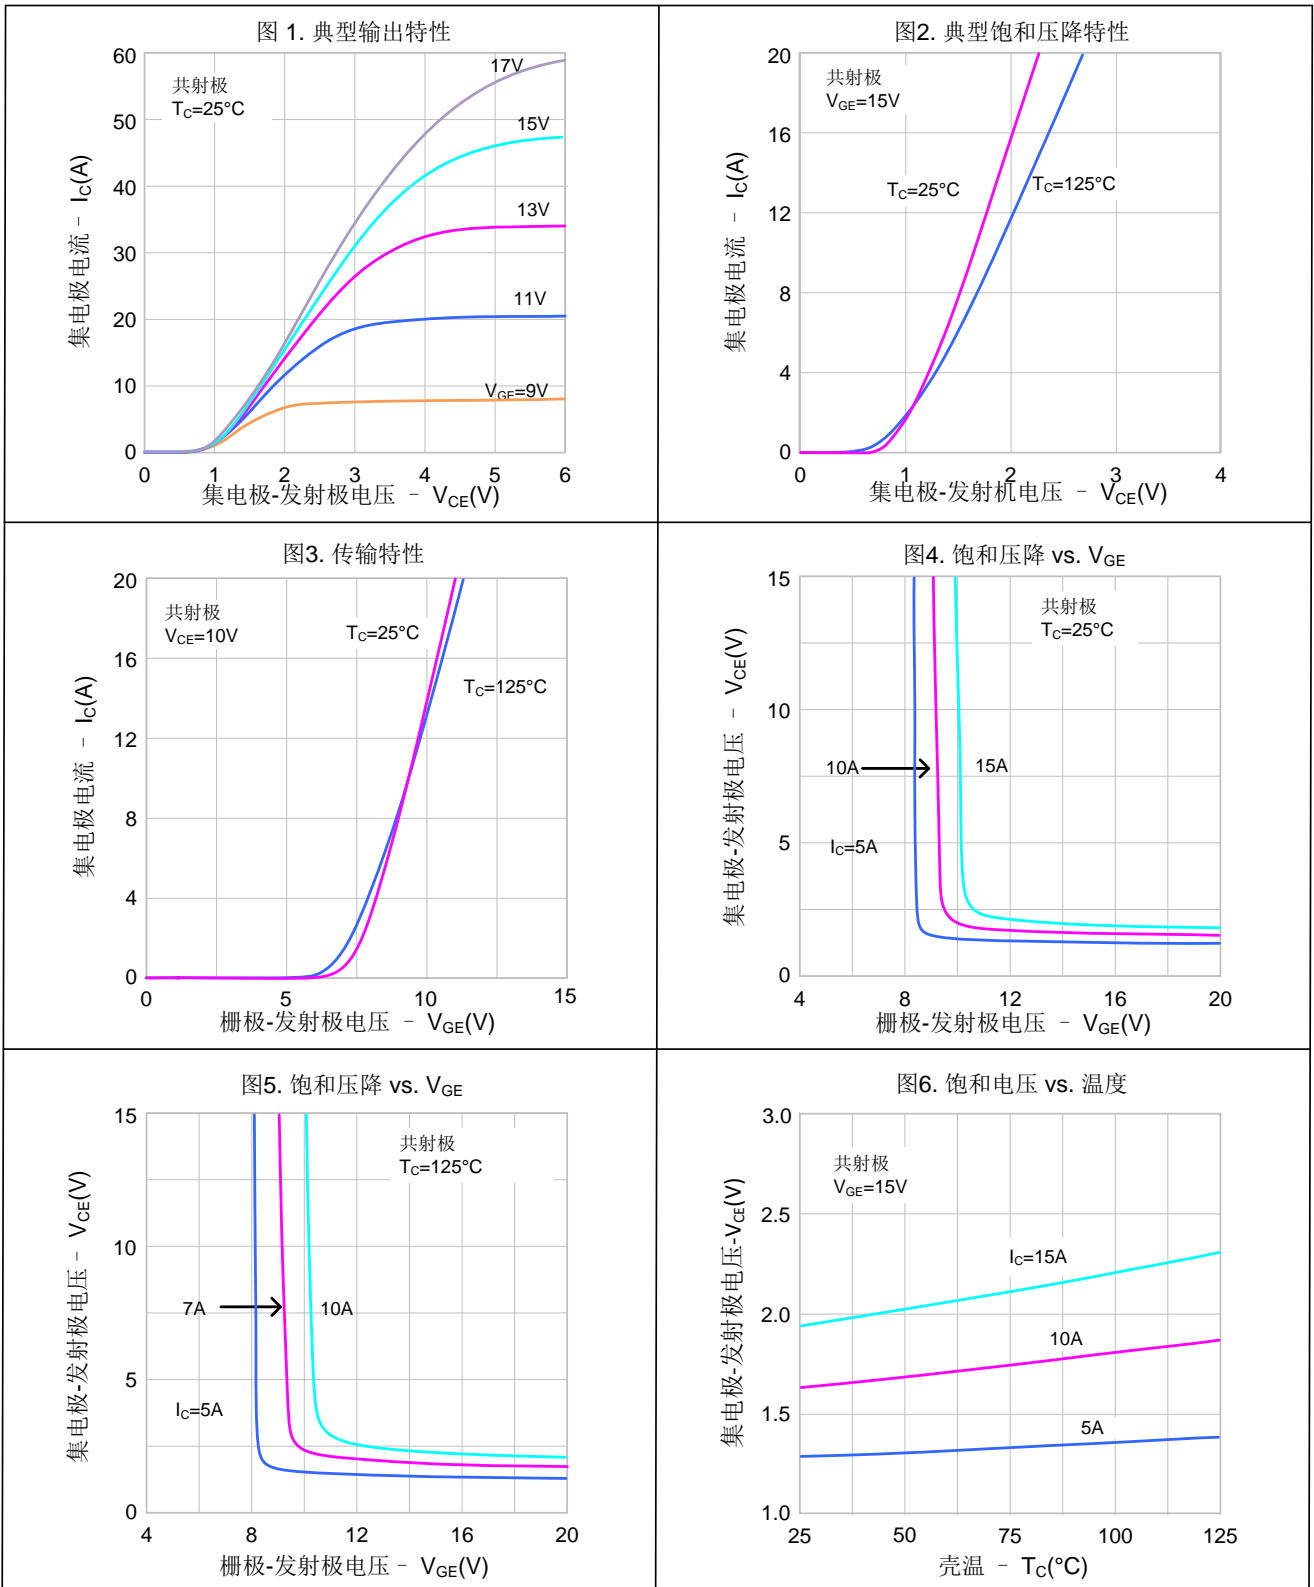 图 1. 典型输出特性
共射极
TC=25°C
17V
15V
13V
11V
VGE=9V
60
50
40
30
20
10
0
0 1 2 3 4 5 6
集电极电流 - IC(A)
集电极-发射极电压 - VCE(V)
图2. 典型饱和压降特性
共射极
VGE=15V
TC=25°C
TC=125°C
20
16
12
8
4
0
0 1 2 3 4
集电极电流 - IC(A)
集电极-发射机电压 - VCE(V)
图3. 传输特性
共射极
VCE=10V
TC=25°C
TC=125°C
20
16
12
8
4
0
0 5 10 15
集电极电流 - IC(A)
栅极-发射极电压 - VGE(V)
图4. 饱和压降 vs. VGE
共射极
TC=25°C
10A
15A
IC=5A
15
10
5
0
4 8 12 16 20
集电极-发射极电压 - VCE(V)
栅极-发射极电压 - VGE(V)
图5. 饱和压降 vs. VGE
共射极
TC=125°C
7A
10A
IC=5A
15
10
5
0
4 8 12 16 20
集电极-发射极电压 - VCE(V)
栅极-发射极电压 - VGE(V)
图6. 饱和电压 vs. 温度
共射极
VGE=15V
IC=15A
10A
5A
3.0
2.5
2.0
1.5
1.0
25 50 75 100 125
集电极-发射极电压-VCE(V)
壳温 - TC(°C)